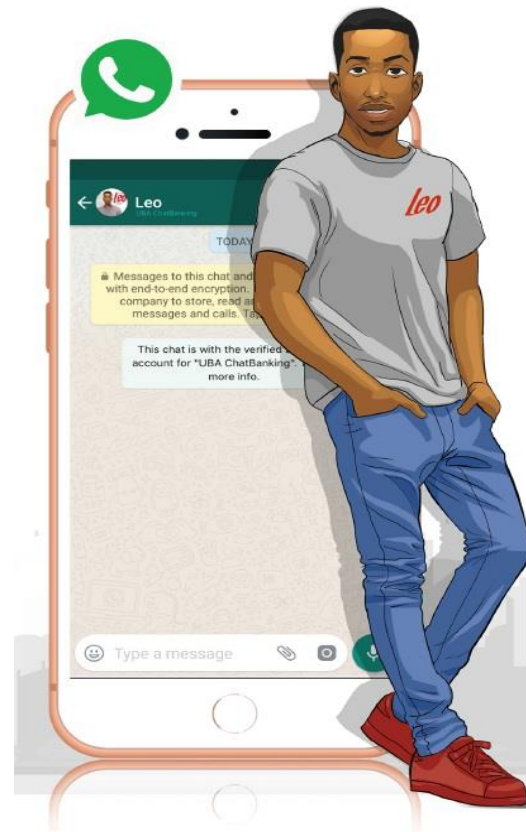 Leo
UBA ChatBanking
Leo
TODAY
Messages to this chat and
with end-to-end encryption.
company to store, read
messages and calls.
This chat is with the verified
account for "UBA ChatBanking".
more info.
Type a message